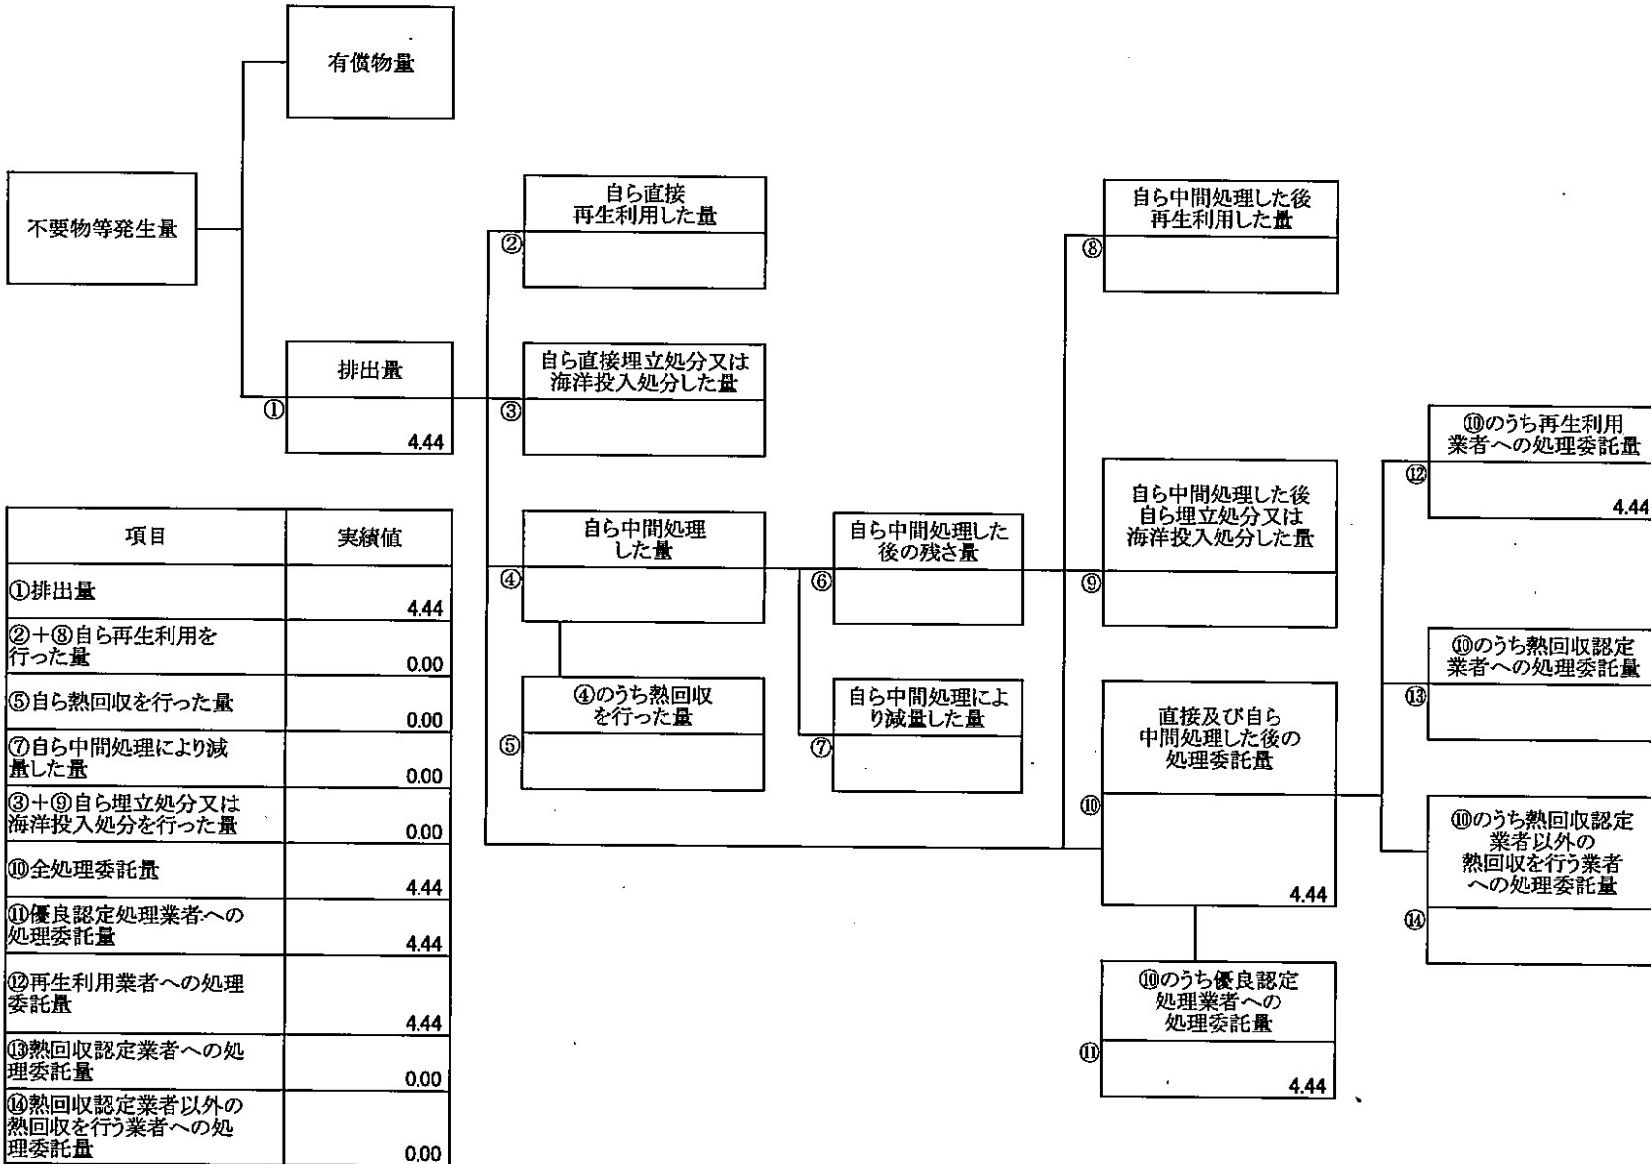 有償物量
不要物等発生量
排出量
①
4.44
自ら直接
再生利用した量
②
自ら直接埋立処分又は
海洋投入処分した量
③
自ら中間処理
した量
④
④のうち熱回収
を行った量
⑤
自ら中間処理した
後の残さ量
⑥
自ら中間処理によ
り減量した量
⑦
自ら中間処理した後
再生利用した量
⑧
自ら中間処理した後
自ら埋立処分又は
海洋投入処分した量
⑨
直接及び自ら
中間処理した後の
処理委託量
⑩
4.44
⑩のうち優良認定
処理業者への
処理委託量
⑪
4.44
⑩のうち再生利用
業者への処理委託量
⑫
4.44
⑩のうち熱回収認定
業者への処理委託量
⑬
⑩のうち熱回収認定
業者以外の
熱回収を行う業者
への処理委託量
⑭
項目 実績値
①排出量
4.44
②+⑧自ら再生利用を
行った量
0.00
⑤自ら熱回収を行った量
0.00
⑦自ら中間処理により減
量した量
0.00
③+⑨自ら埋立処分又は
海洋投入処分を行った量
0.00
⑩全処理委託量
4.44
⑪優良認定処理業者への
処理委託量
4.44
⑫再生利用業者への処理
委託量
4.44
⑬熱回収認定業者への処
理委託量
0.00
⑭熱回収認定業者以外の
熱回収を行う業者への処
理委託量
0.00